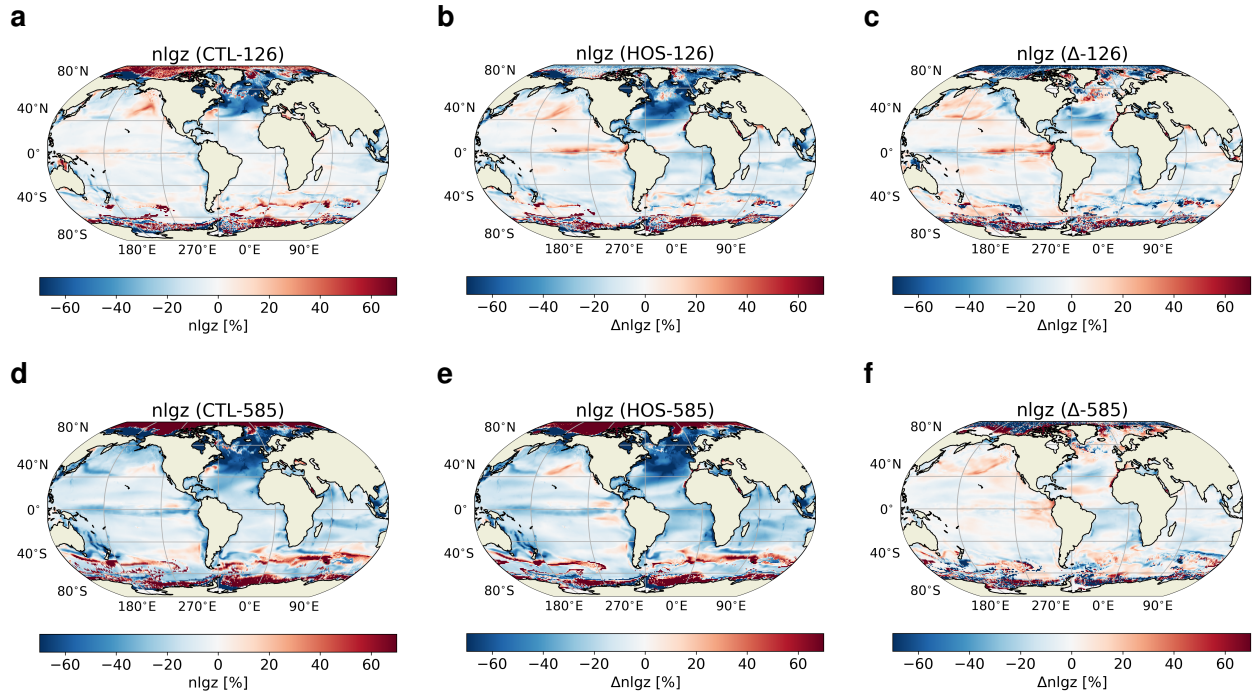 a
b
c
nlgz (CTL-126)
nlgz (HOS-126)
nlgz (Δ-126)
80°N
40°N
0°
40°S
80°S
180°E 270°E 0°E 90°E
80°N
40°N
0°
40°S
80°S
180°E 270°E 0°E 90°E
80°N
40°N
0°
40°S
80°S
180°E 270°E 0°E 90°E
−60 −40 −20 0 20 40 60
nlgz [%]
−60 −40 −20 0 20 40 60
Δnlgz [%]
−60 −40 −20 0 20 40 60
Δnlgz [%]
d
e
f
nlgz (CTL-585)
nlgz (HOS-585)
nlgz (Δ-585)
80°N
40°N
0°
40°S
80°S
180°E 270°E 0°E 90°E
80°N
40°N
0°
40°S
80°S
180°E 270°E 0°E 90°E
80°N
40°N
0°
40°S
80°S
180°E 270°E 0°E 90°E
−60 −40 −20 0 20 40 60
nlgz [%]
−60 −40 −20 0 20 40 60
Δnlgz [%]
−60 −40 −20 0 20 40 60
Δnlgz [%]